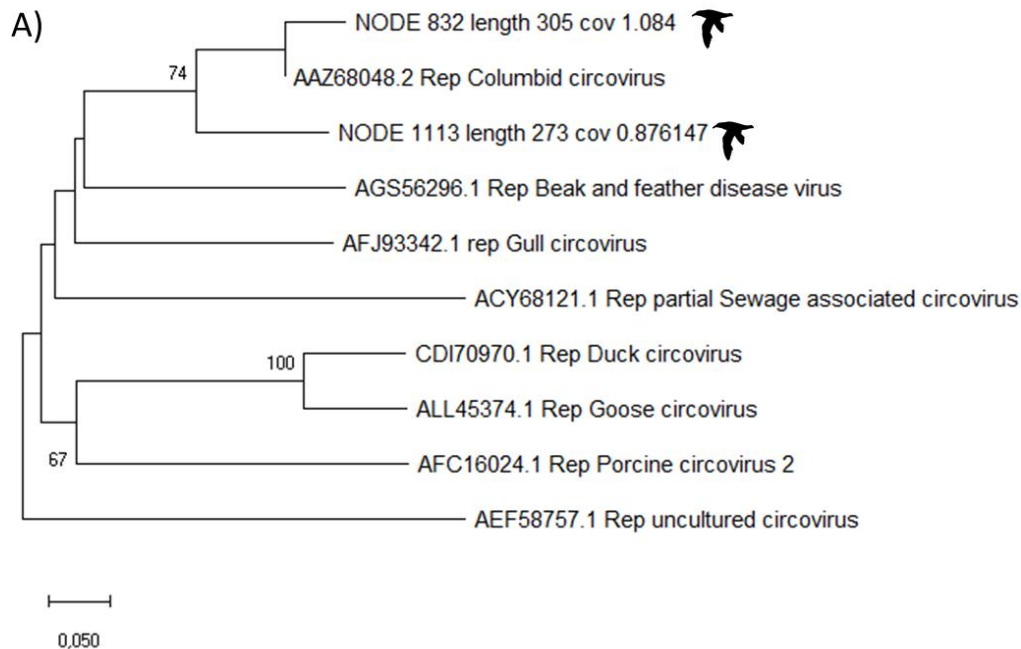 A)
NODE 832 length 305 cov 1.084
74
AAZ68048.2 Rep Columbid circovirus
NODE 1113 length 273 cov 0.876147
AGS56296.1 Rep Beak and feather disease virus
AFJ93342.1 rep Gull circovirus
ACY68121.1 Rep partial Sewage associated circovirus
CDI70970.1 Rep Duck circovirus
100
ALL45374.1 Rep Goose circovirus
67
AFC16024.1 Rep Porcine circovirus 2
AEF58757.1 Rep uncultured circovirus
0,050